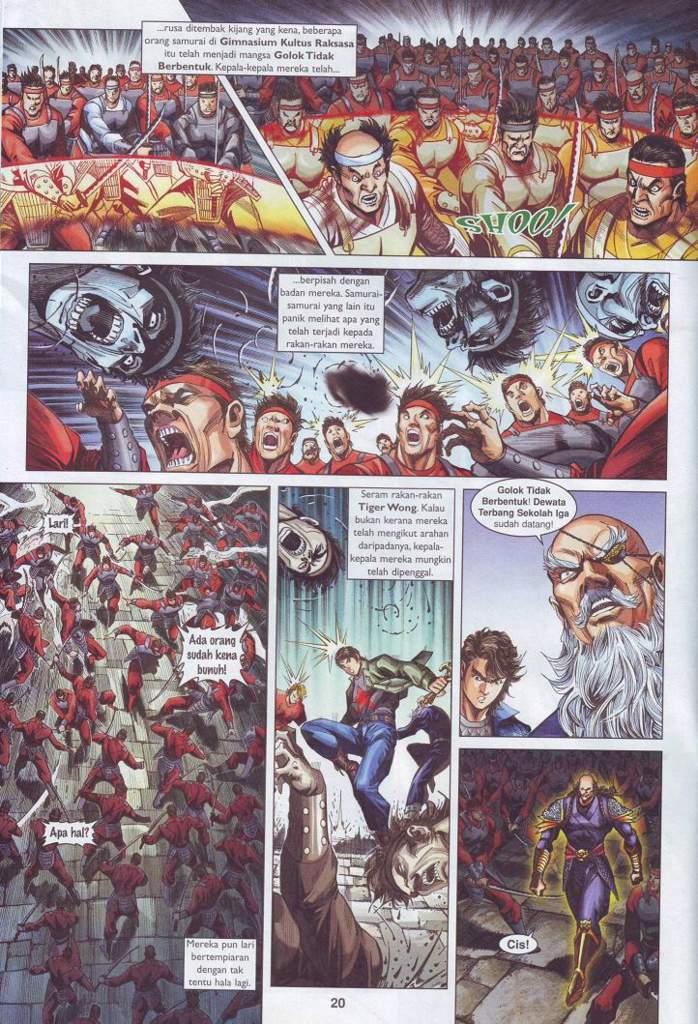 ...rusa ditembak kijang yang kena, beberapa
orang samurai di Gimnasium Kultus Raksasa
itu telah menjadi mangsa Golok Tidak
Berbentuk. Kepala-kepala mereka telah...
SHOO!
...berpisah dengan
badan mereka. Samurai-
samurai yang lain itu
panik melihat apa yang
telah terjadi kepada
rakan-rakan mereka.
Lari!
Ada orang
sudah kena
bunuh!
Apa hal?
Mereka pun lari
bertempiaran
dengan tak
tentu hala lagi.
Seram rakan-rakan
Tiger Wong. Kalau
bukan kerana mereka
telah mengikut arahan
daripadanya, kepala-
kepala mereka mungkin
telah dipenggal.
Golok Tidak
Berbentuk! Dewata
Terbang Sekolah Iga
sudah datang!
Cis!
20